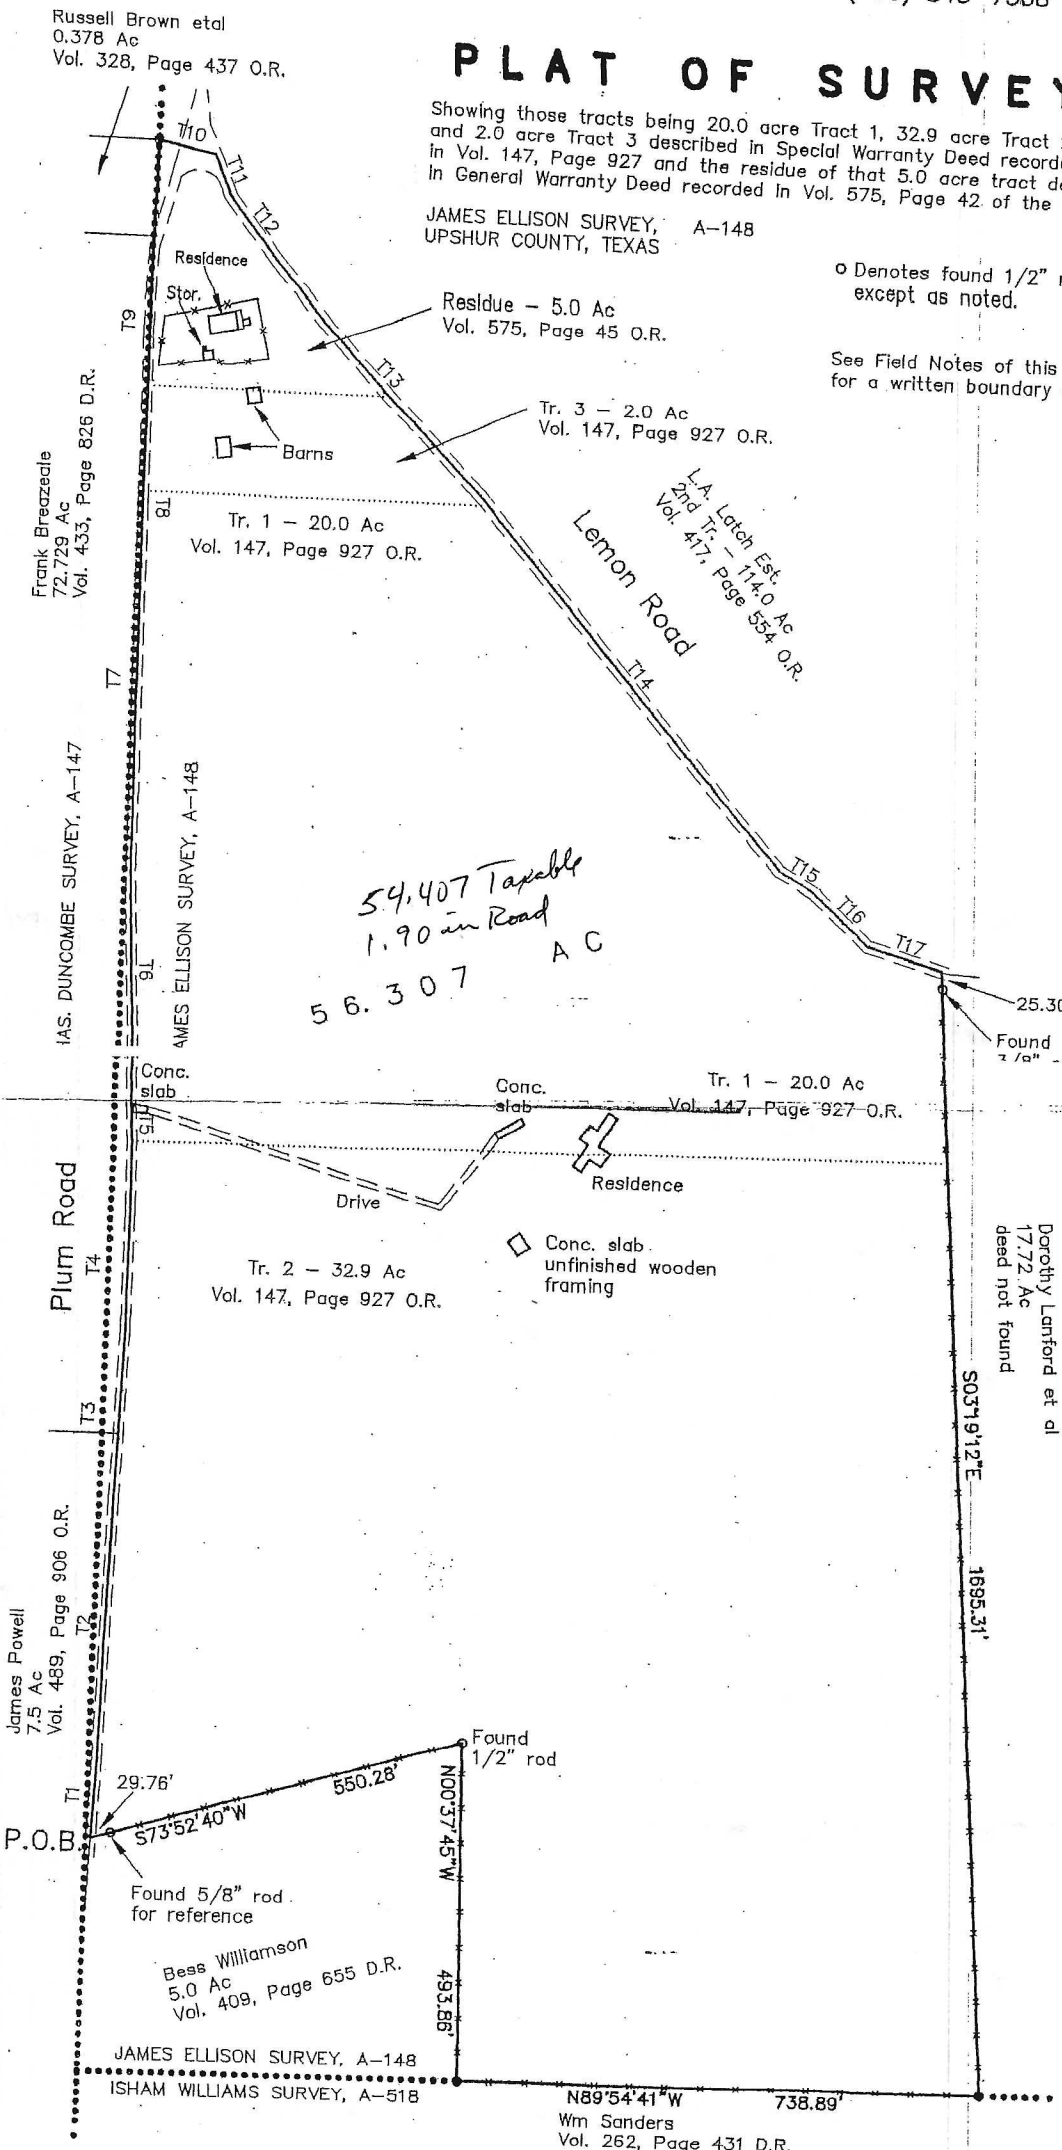 Russell Brown etal
0.378 Ac
Vol. 328, Page 437 O.R.
PLAT OF SURVEY
Showing those tracts being 20.0 acre Tract 1, 32.9 acre Tract
and 2.0 acre Tract 3 described in Special Warranty Deed record
in Vol. 147, Page 927 and the residue of that 5.0 acre tract d
in General Warranty Deed recorded in Vol. 575, Page 42 of the
JAMES ELLISON SURVEY, A-148
UPSHUR COUNTY, TEXAS
o Denotes found 1/2"
except as noted.
See Field Notes of this
for a written boundary
T10
T11
T12
Residence
Stor.
T9
Residue - 5.0 Ac
Vol. 575, Page 45 O.R.
T13
Tr. 3 - 2.0 Ac
Vol. 147, Page 927 O.R.
Barns
Frank Breazeale
72.729 Ac
Vol. 433, Page 826 D.R.
T8
Tr. 1 - 20.0 Ac
Vol. 147, Page 927 O.R.
Lemon Road
L.A. Latch Est.
2nd Tr. - 114.0 Ac
Vol. 417, Page 554 O.R.
T7
T14
IAS. DUNCOMBE SURVEY, A-147
AMES ELLISON SURVEY, A-148
54.407 Taxable
1.90 in Road
56.307 AC
T15
T16
T17
T6
25.30
Found
3/8" -
Conc.
slab
Conc.
slab
Tr. 1 - 20.0 Ac
Vol. 147, Page 927 O.R.
T5
Residence
Drive
Plum Road
T4
Conc. slab
unfinished wooden
framing
Tr. 2 - 32.9 Ac
Vol. 147, Page 927 O.R.
Dorothy Lanford et al
17.72 Ac
deed not found
S03°19'12"E 1695.31'
T3
James Powell
7.5 Ac
Vol. 489, Page 906 O.R.
T2
Found
1/2" rod
T1
29.76'
550.28'
S73°52'40"W
P.O.B.
N00°37'45"W 493.86'
Found 5/8" rod
for reference
Bess Williamson
5.0 Ac
Vol. 409, Page 655 D.R.
JAMES ELLISON SURVEY, A-148
ISHAM WILLIAMS SURVEY, A-518
N89°54'41"W 738.89'
Wm Sanders
Vol. 262, Page 431 D.R.